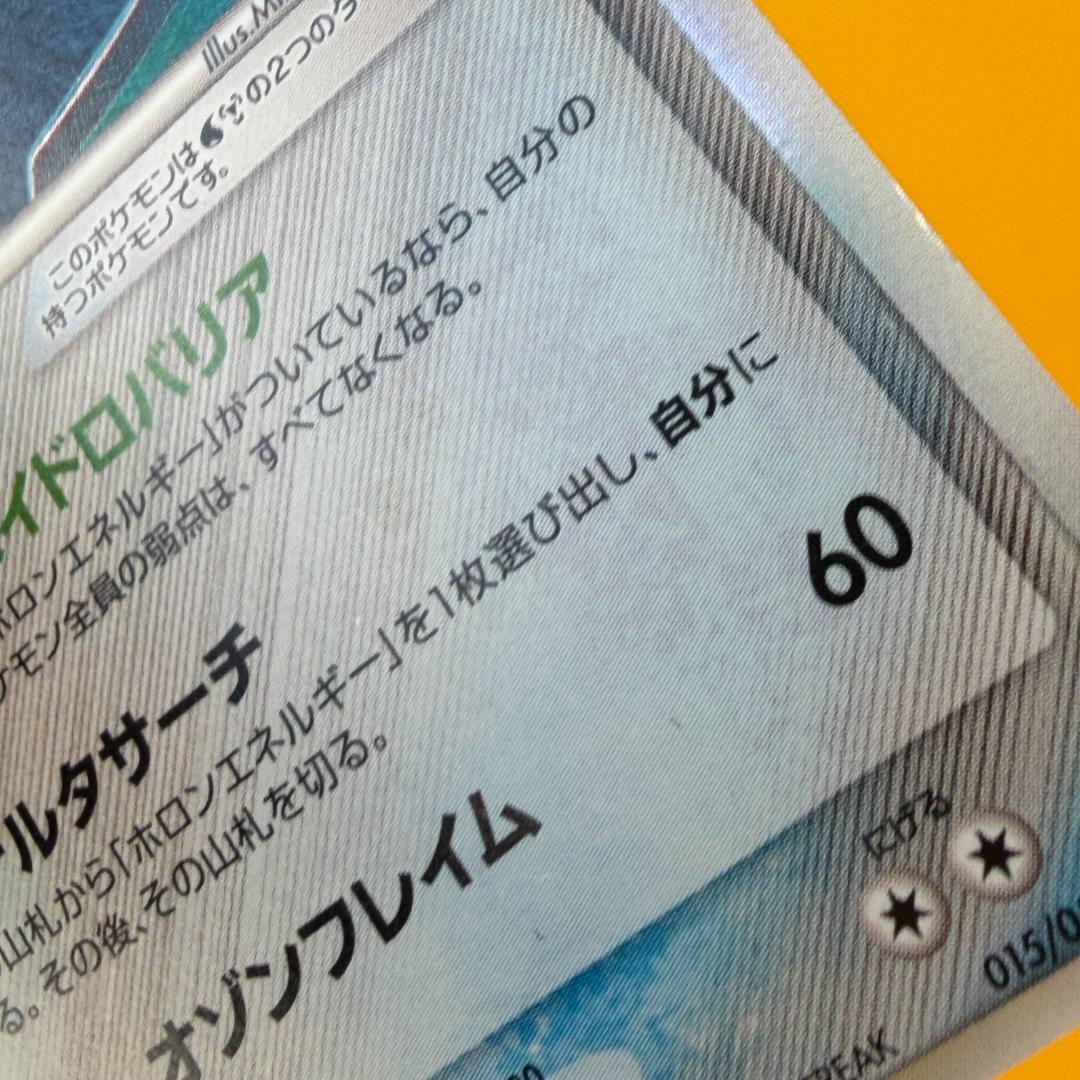 Illus.M
このポケモンは の2つの
持つポケモンです。
イドロバリア
ホロンエネルギー」がついているなら、自分の
ケモン全員の弱点は、すべてなくなる。
ルタサーチ
山札から「ホロンエネルギー」を1枚選び出し、自分に
る。その後、その山札を切る。
オゾンフレイム 60
にげる
015/0
REAK